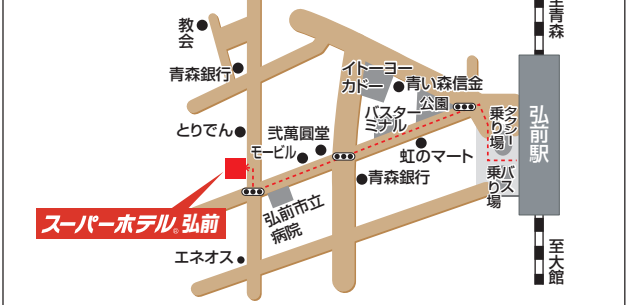 至青森
教会
青森銀行
イトーヨー
カドー
青い森信金
公園
バスター
ミナル
タクシー
乗り場
弘前駅
とりでん
弐萬圓堂
モービル
虹のマート
青森銀行
バス
乗り場
スーパーホテル® 弘前
弘前市立
病院
エネオス
至大館